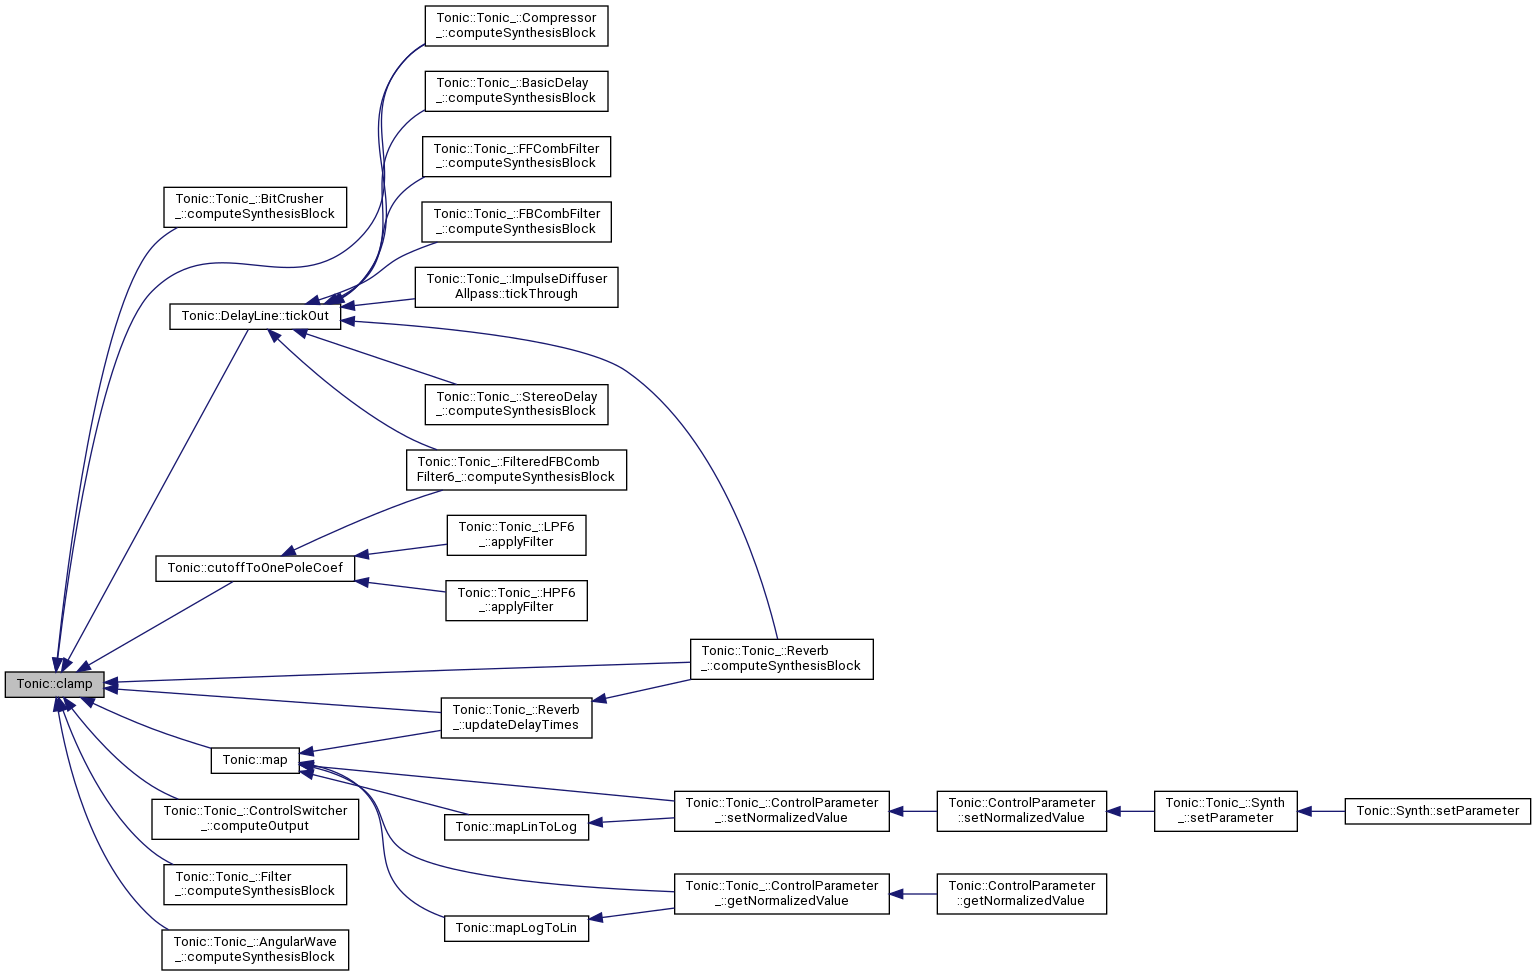 Tonic::Tonic_::Compressor
_::computeSynthesisBlock
Tonic::Tonic_::BasicDelay
_::computeSynthesisBlock
Tonic::Tonic_::FFCombFilter
_::computeSynthesisBlock
Tonic::Tonic_::BitCrusher
_::computeSynthesisBlock
Tonic::Tonic_::FBCombFilter
_::computeSynthesisBlock
Tonic::Tonic_::ImpulseDiffuser
Allpass::tickThrough
Tonic::DelayLine::tickOut
Tonic::Tonic_::StereoDelay
_::computeSynthesisBlock
Tonic::Tonic_::FilteredFBComb
Filter6_::computeSynthesisBlock
Tonic::Tonic_::LPF6
_::applyFilter
Tonic::cutoffToOnePoleCoef
Tonic::Tonic_::HPF6
_::applyFilter
Tonic::Tonic_::Reverb
_::computeSynthesisBlock
Tonic::clamp
Tonic::Tonic_::Reverb
_::updateDelayTimes
Tonic::map
Tonic::Tonic_::ControlSwitcher
_::computeOutput
Tonic::mapLinToLog
Tonic::Tonic_::ControlParameter
_::setNormalizedValue
Tonic::ControlParameter
::setNormalizedValue
Tonic::Tonic_::Synth
_::setParameter
Tonic::Synth::setParameter
Tonic::Tonic_::Filter
_::computeSynthesisBlock
Tonic::Tonic_::ControlParameter
_::getNormalizedValue
Tonic::ControlParameter
::getNormalizedValue
Tonic::mapLogToLin
Tonic::Tonic_::AngularWave
_::computeSynthesisBlock